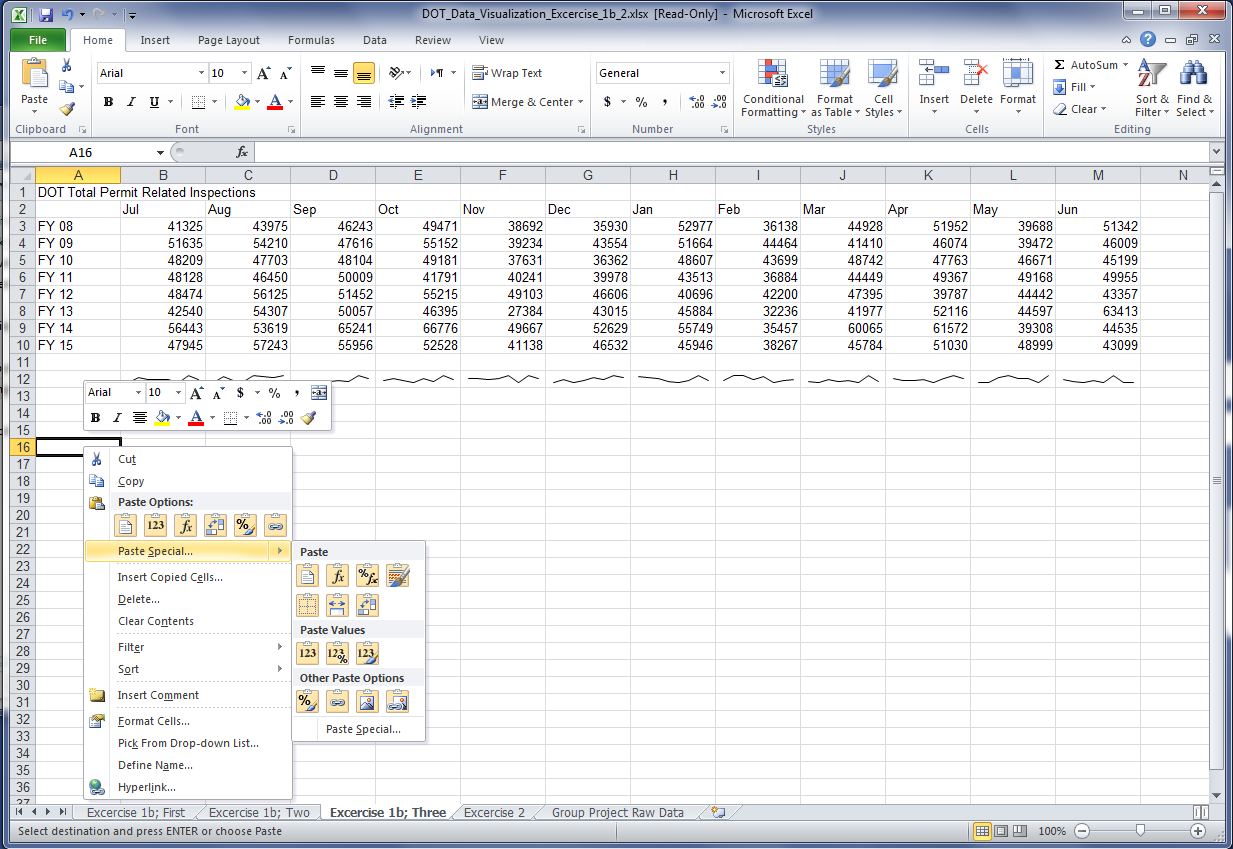 DOT_Data_Visualization_Excercise_1b_2.xlsx [Read-Only] - Microsoft Excel
File Home Insert Page Layout Formulas Data Review View
Arial 10 A A Wrap Text General Σ AutoSum
Paste B I U A Merge & Center $ % , .00 .0 Conditional Formatting Format as Table Cell Styles Insert Delete Format Fill Clear Sort & Filter Find & Select
Clipboard Font Alignment Number Styles Cells Editing
A16 fx
A B C D E F G H I J K L M N
1 DOT Total Permit Related Inspections
2 Jul Aug Sep Oct Nov Dec Jan Feb Mar Apr May Jun
3 FY 08 41325 43975 46243 49471 38692 35930 52977 36138 44928 51952 39688 51342
4 FY 09 51635 54210 47616 55152 39234 43554 51664 44464 41410 46074 39472 46009
5 FY 10 48209 47703 48104 49181 37631 36362 48607 43699 48742 47763 46671 45199
6 FY 11 48128 46450 50009 41791 40241 39978 43513 36884 44449 49367 49168 49955
7 FY 12 48474 56125 51452 55215 49103 46606 40696 42200 47395 39787 44442 43357
8 FY 13 42540 54307 50057 46395 27384 43015 45884 32236 41977 52116 44597 63413
9 FY 14 56443 53619 65241 66776 49667 52629 55749 35457 60065 61572 39308 44535
10 FY 15 47945 57243 55956 52528 41138 46532 45946 38267 45784 51030 48999 43099
11
12
13
14
15
16
17
18
19
20
21
22
23
24
25
26
27
28
29
30
31
32
33
34
35
36
37
Arial 10 A A $ % ,
B I A .00 .00
Cut
Copy
Paste Options:
123 fx %
Paste Special...
Insert Copied Cells...
Delete...
Clear Contents
Filter
Sort
Insert Comment
Format Cells...
Pick From Drop-down List...
Define Name...
Hyperlink...
Paste
fx %fx
Paste Values
123 123% 123
Other Paste Options
%
Paste Special...
Excercise 1b; First Excercise 1b; Two Excercise 1b; Three Excercise 2 Group Project Raw Data
Select destination and press ENTER or choose Paste 100%